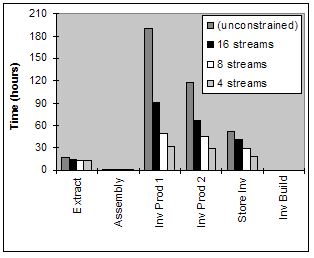 Time (hours)
210
180
150
120
90
60
30
0
(unconstrained)
16 streams
8 streams
4 streams
Extract
Assembly
Inv Prod 1
Inv Prod 2
Store Inv
Inv Build